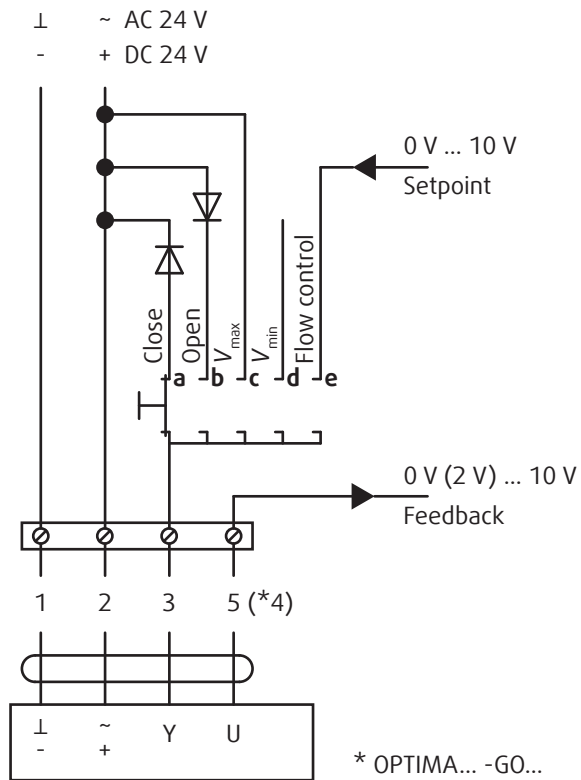 ⊥ ~ AC 24 V
- + DC 24 V
0 V ... 10 V
Setpoint
Close
Open
Vmax
Vmin
Flow control
a b c d e
0 V (2 V) ... 10 V
Feedback
1 2 3 5 (*4)
⊥ ~ Y U
- +
* OPTIMA... -GO...